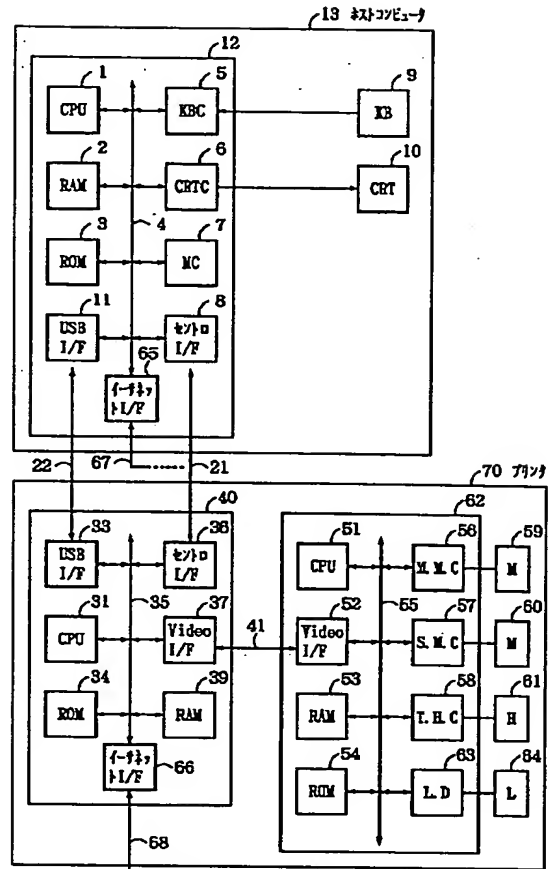 13 ホストコンピュータ
12
1
5
9
CPU
KBC
KB
2
6
10
RAM
CRTC
CRT
3
4
7
ROM
MC
11
8
USB
I/F
セントロ
I/F
65
イーサネッ
トI/F
22
67
21
70 プリンタ
40
62
33
36
51
56
59
USB
I/F
セントロ
I/F
CPU
M.M.C
M
31
35
37
52
55
57
60
CPU
Video
I/F
41
Video
I/F
S.M.C
M
34
39
53
58
61
ROM
RAM
RAM
T.H.C
H
66
イーサネッ
トI/F
54
63
64
ROM
L.D
L
68